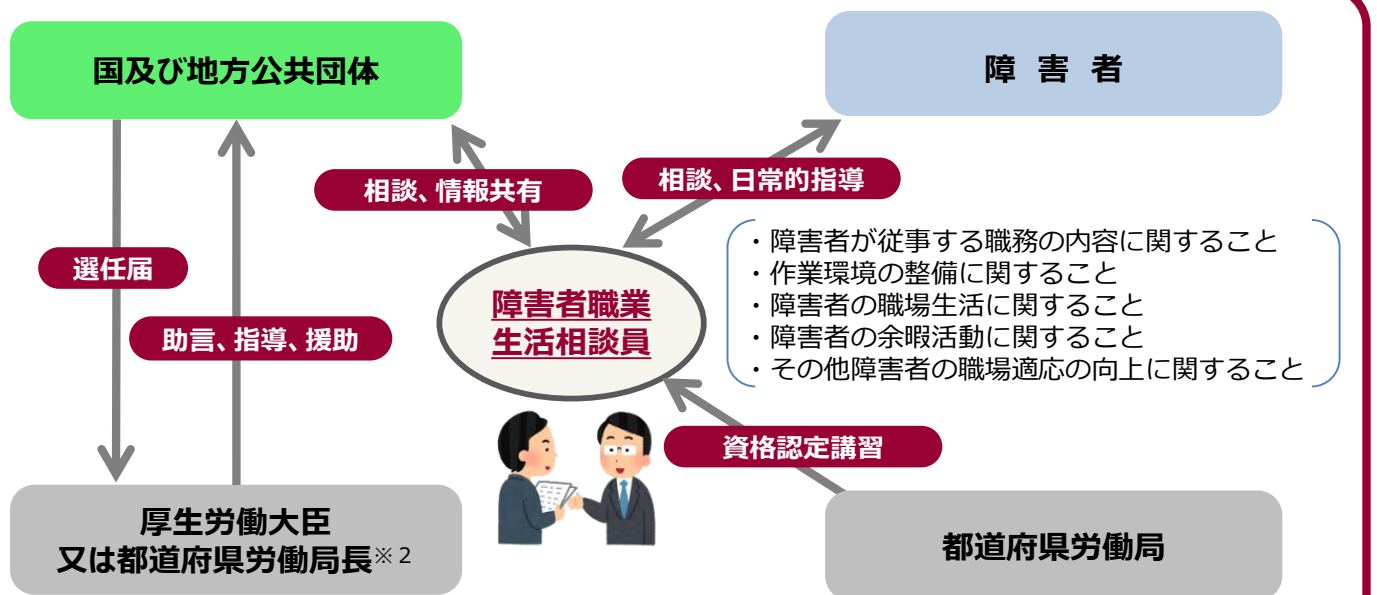 国及び地方公共団体
障 害 者
相談、情報共有
相談、日常的指導
選任届
助言、指導、援助
障害者職業
生活相談員
・障害者が従事する職務の内容に関すること
・作業環境の整備に関すること
・障害者の職場生活に関すること
・障害者の余暇活動に関すること
・その他障害者の職場適応の向上に関すること
資格認定講習
厚生労働大臣
又は都道府県労働局長※2
都道府県労働局